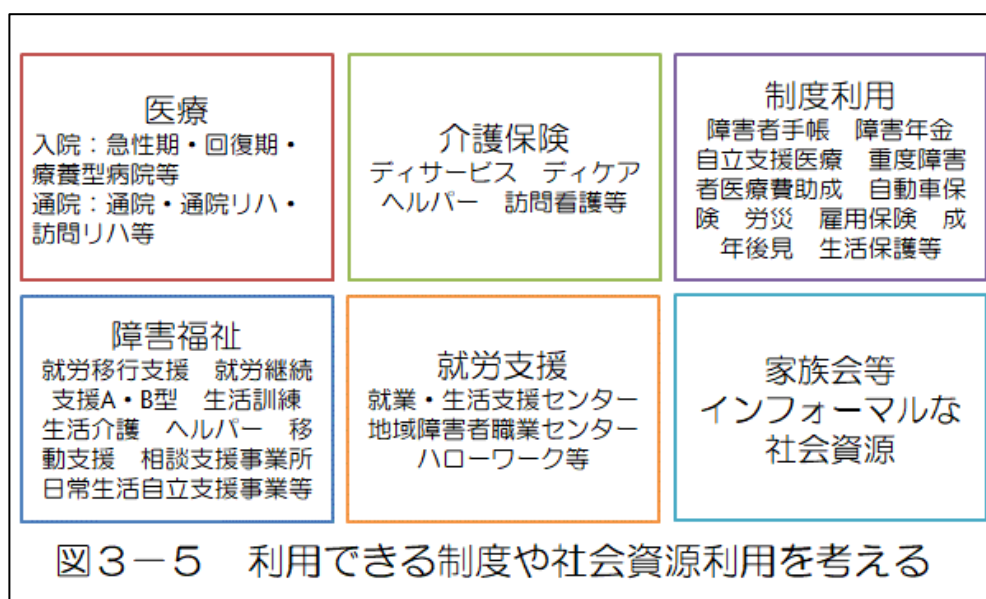 医療
入院：急性期・回復期・
療養型病院等
通院：通院・通院リハ・
訪問リハ等
介護保険
ディサービス　ディケア
ヘルパー　訪問看護等
制度利用
障害者手帳　障害年金
自立支援医療　重度障害
者医療費助成　自動車保
険　労災　雇用保険　成
年後見　生活保護等
障害福祉
就労移行支援　就労継続
支援A・B型　生活訓練
生活介護　ヘルパー　移
動支援　相談支援事業所
日常生活自立支援事業等
就労支援
就業・生活支援センター
地域障害者職業センター
ハローワーク等
家族会等
インフォーマルな
社会資源
図３－５　利用できる制度や社会資源利用を考える